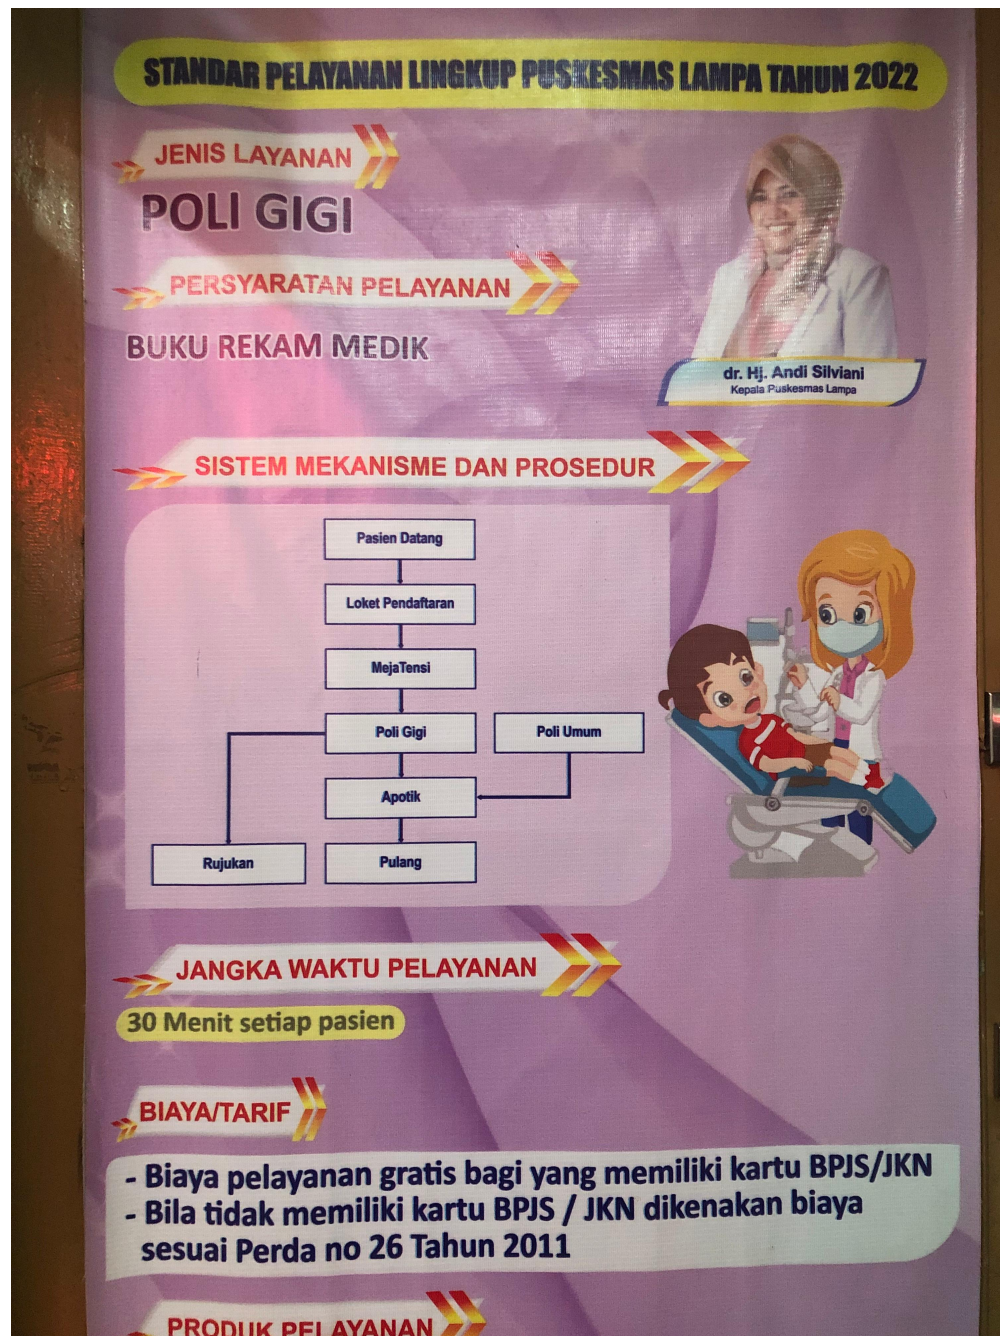 STANDAR PELAYANAN LINGKUP PUSKESMAS LAMPA TAHUN 2022
JENIS LAYANAN
POLI GIGI
PERSYARATAN PELAYANAN
BUKU REKAM MEDIK
dr. Hj. Andi Silviani
Kepala Puskesmas Lampa
SISTEM MEKANISME DAN PROSEDUR
Pasien Datang
Loket Pendaftaran
MejaTensi
Poli Gigi
Poli Umum
Apotik
Rujukan
Pulang
JANGKA WAKTU PELAYANAN
30 Menit setiap pasien
BIAYA/TARIF
- Biaya pelayanan gratis bagi yang memiliki kartu BPJS/JKN
- Bila tidak memiliki kartu BPJS / JKN dikenakan biaya
sesuai Perda no 26 Tahun 2011
PRODUK PELAYANAN